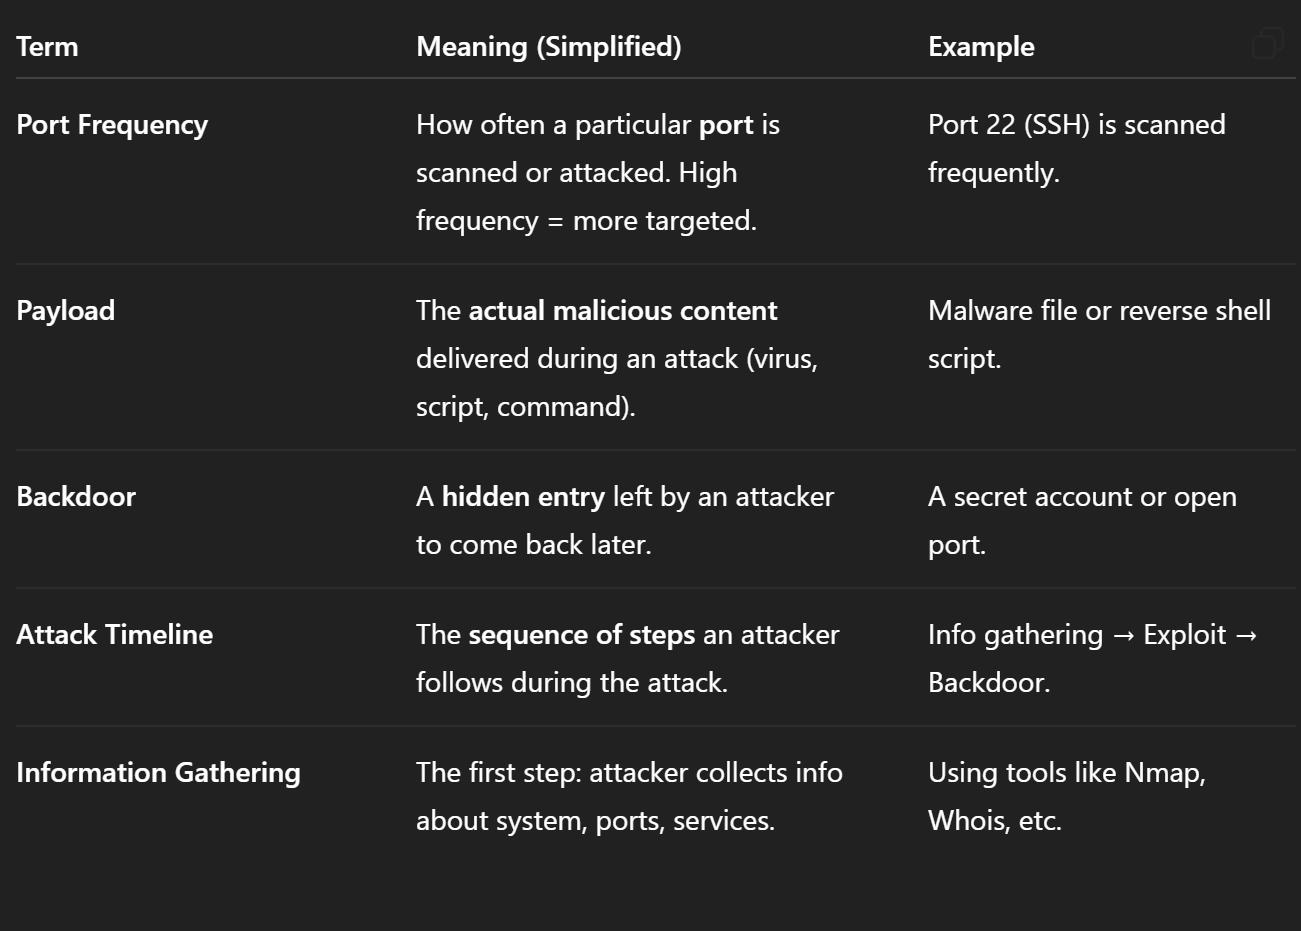 Term Meaning (Simplified) Example
Port Frequency How often a particular port is Port 22 (SSH) is scanned
scanned or attacked. High frequently.
frequency = more targeted.
Payload The actual malicious content Malware file or reverse shell
delivered during an attack (virus, script.
script, command).
Backdoor A hidden entry left by an attacker A secret account or open
to come back later. port.
Attack Timeline The sequence of steps an attacker Info gathering → Exploit →
follows during the attack. Backdoor.
Information Gathering The first step: attacker collects info Using tools like Nmap,
about system, ports, services. Whois, etc.